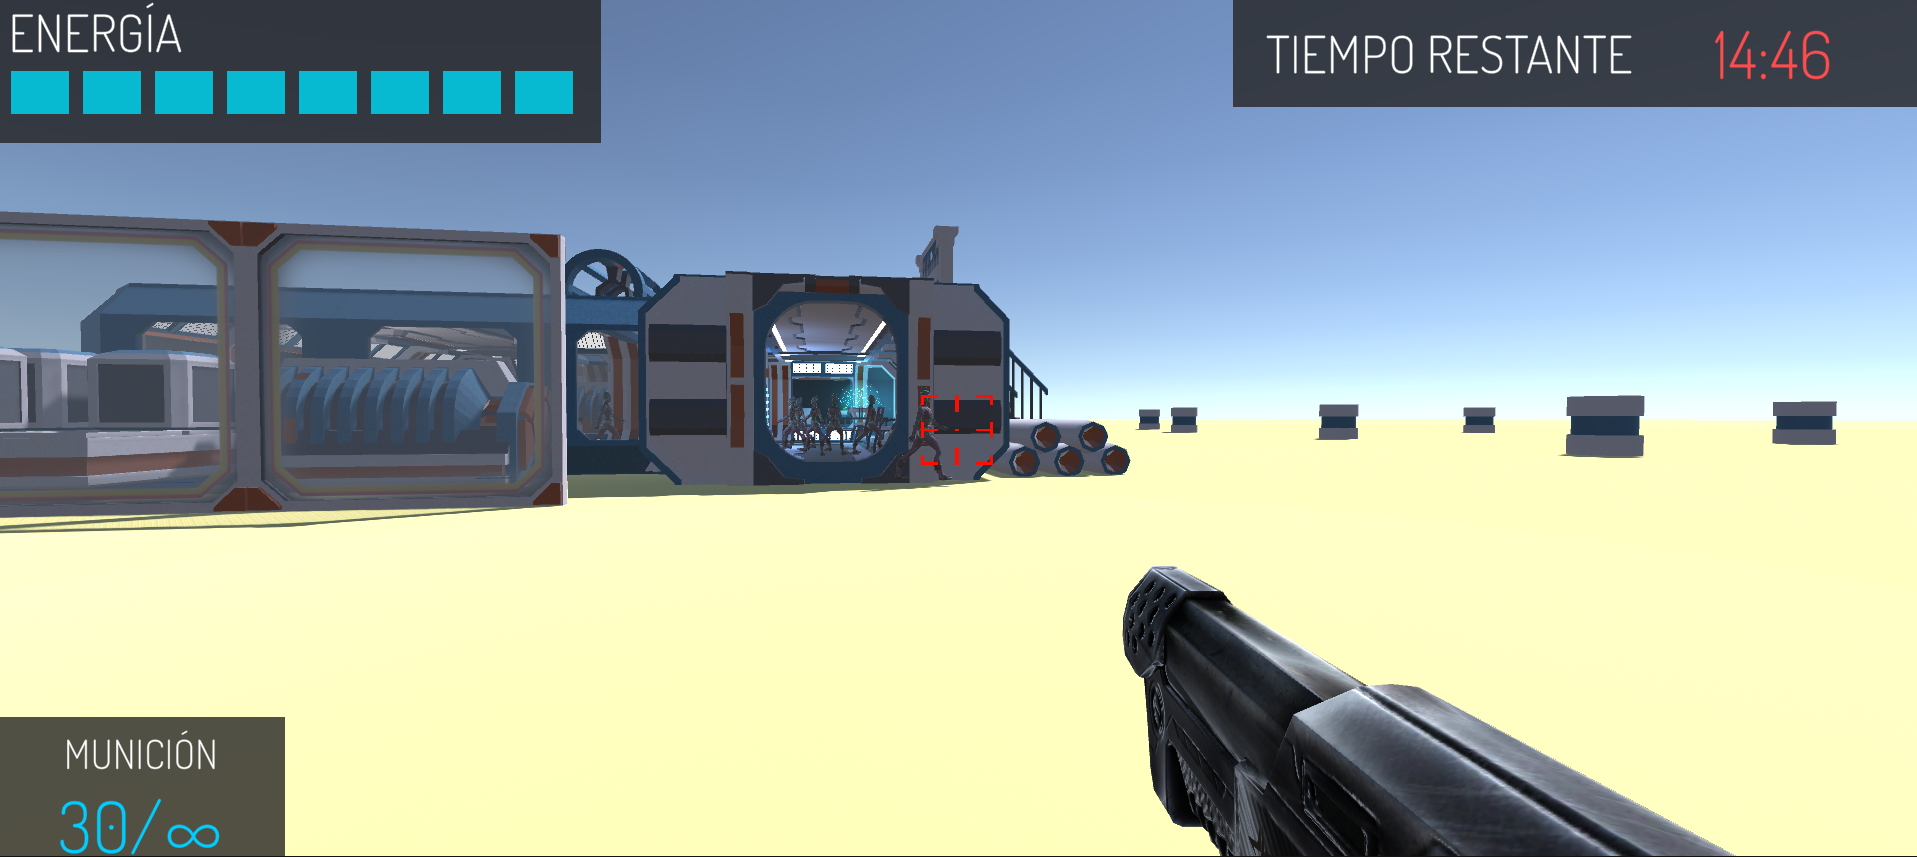 ENERGÍA
TIEMPO RESTANTE 14:46
MUNICIÓN
30/∞